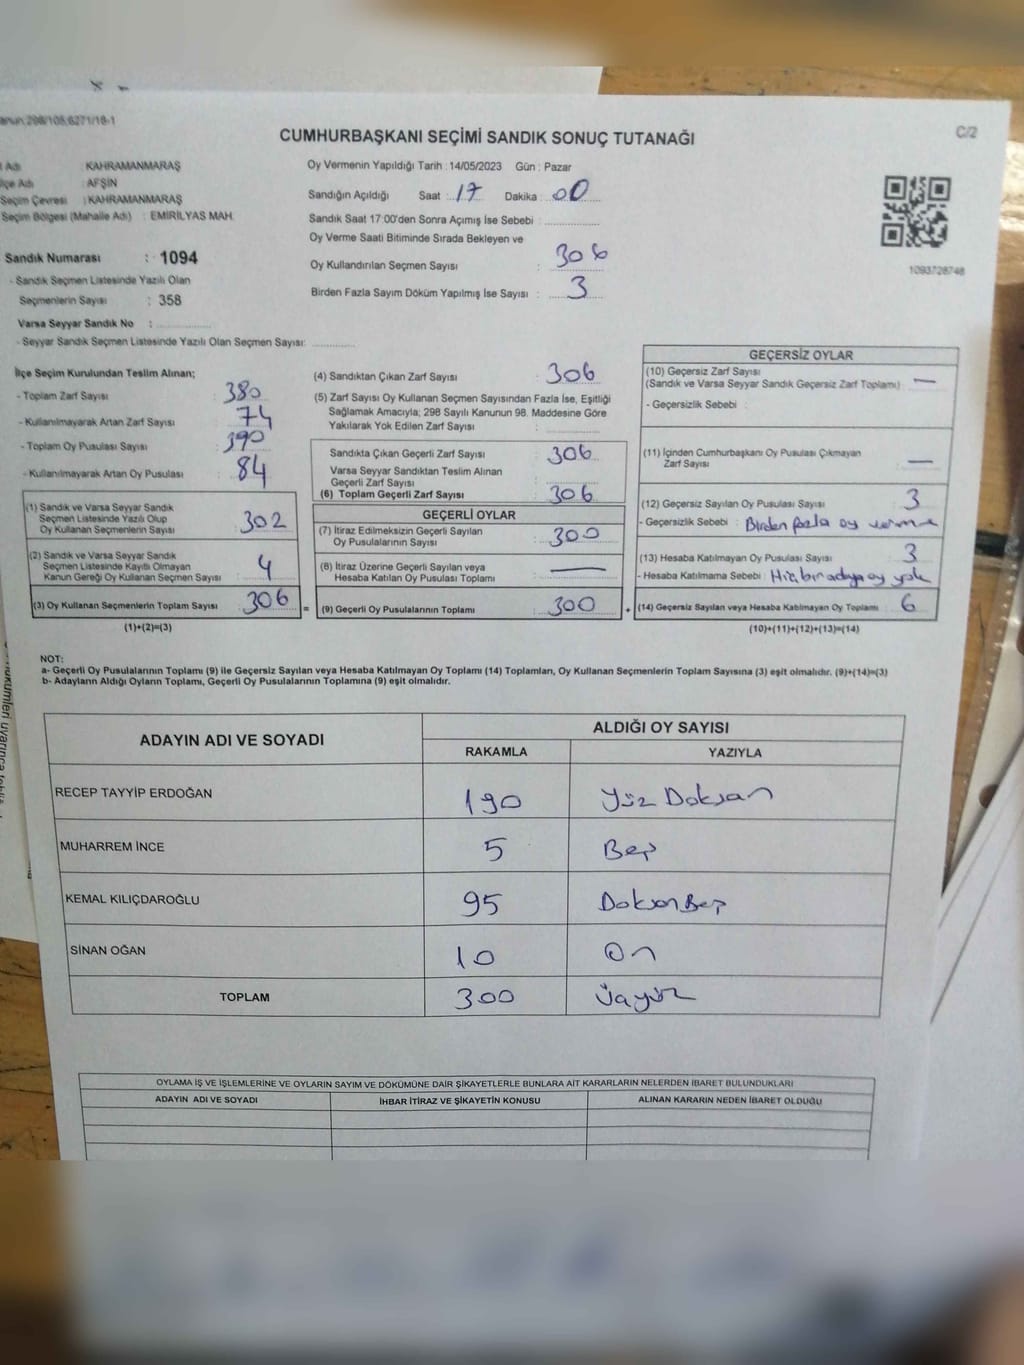 CUMHURBAŞKANI SEÇİMİ SANDIK SONUÇ TUTANAĞI
C/2
Adı : KAHRAMANMARAŞ
İlçe Adı : AFŞİN
Seçim Çevresi : KAHRAMANMARAŞ
Seçim Bölgesi (Mahalle Adı) : EMİRİLYAS MAH.
Sandık Numarası : 1094
- Sandık Seçmen Listesinde Yazılı Olan
Seçmenlerin Sayısı : 358
Varsa Seyyar Sandık No :
- Seyyar Sandık Seçmen Listesinde Yazılı Olan Seçmen Sayısı:
Oy Vermenin Yapıldığı Tarih : 14/05/2023 Gün : Pazar
Sandığın Açıldığı Saat : 17 Dakika : 00
Sandık Saat 17:00'den Sonra Açımış İse Sebebi :
Oy Verme Saati Bitiminde Sırada Bekleyen ve
Oy Kullandırılan Seçmen Sayısı : 306
Birden Fazla Sayım Döküm Yapılmış İse Sayısı : 3
1093728748
İlçe Seçim Kurulundan Teslim Alınan;
- Toplam Zarf Sayısı : 380
- Kullanılmayarak Artan Zarf Sayısı : 74
- Toplam Oy Pusulası Sayısı : 390
- Kullanılmayarak Artan Oy Pusulası : 84
(1) Sandık ve Varsa Seyyar Sandık
Seçmen Listesinde Yazılı Olup
Oy Kullanan Seçmenlerin Sayısı : 302
(2) Sandık ve Varsa Seyyar Sandık
Seçmen Listesinde Kayıtlı Olmayan
Kanun Gereği Oy Kullanan Seçmen Sayısı : 4
(3) Oy Kullanan Seçmenlerin Toplam Sayısı : 306
(1)+(2)=(3)
(4) Sandıktan Çıkan Zarf Sayısı : 306
(5) Zarf Sayısı Oy Kullanan Seçmen Sayısından Fazla İse, Eşitliği
Sağlamak Amacıyla; 298 Sayılı Kanunun 98. Maddesine Göre
Yakılarak Yok Edilen Zarf Sayısı :
Sandıkta Çıkan Geçerli Zarf Sayısı : 306
Varsa Seyyar Sandıktan Teslim Alınan
Geçerli Zarf Sayısı :
(6) Toplam Geçerli Zarf Sayısı : 306
GEÇERLİ OYLAR
(7) İtiraz Edilmeksizin Geçerli Sayılan
Oy Pusulalarının Sayısı : 300
(8) İtiraz Üzerine Geçerli Sayılan veya
Hesaba Katılan Oy Pusulası Toplamı : —
= (9) Geçerli Oy Pusulalarının Toplamı : 300
GEÇERSİZ OYLAR
(10) Geçersiz Zarf Sayısı
(Sandık ve Varsa Seyyar Sandık Geçersiz Zarf Toplamı) : —
- Geçersizlik Sebebi :
(11) İçinden Cumhurbaşkanı Oy Pusulası Çıkmayan
Zarf Sayısı : —
(12) Geçersiz Sayılan Oy Pusulası Sayısı : 3
- Geçersizlik Sebebi : Birden fazla oy verme
(13) Hesaba Katılmayan Oy Pusulası Sayısı : 3
- Hesaba Katılmama Sebebi : Hiçbir adaya oy yok
+ (14) Geçersiz Sayılan veya Hesaba Katılmayan Oy Toplamı : 6
(10)+(11)+(12)+(13)=(14)
NOT:
a- Geçerli Oy Pusulalarının Toplamı (9) ile Geçersiz Sayılan veya Hesaba Katılmayan Oy Toplamı (14) Toplamları, Oy Kullanan Seçmenlerin Toplam Sayısına (3) eşit olmalıdır. (9)+(14)=(3)
b- Adayların Aldığı Oyların Toplamı, Geçerli Oy Pusulalarının Toplamına (9) eşit olmalıdır.
ADAYIN ADI VE SOYADI
ALDIĞI OY SAYISI
RAKAMLA YAZIYLA
RECEP TAYYİP ERDOĞAN 190 Yüz Doksan
MUHARREM İNCE 5 Beş
KEMAL KILIÇDAROĞLU 95 Doksan Beş
SİNAN OĞAN 10 On
TOPLAM 300 Üçyüz
OYLAMA İŞ VE İŞLEMLERİNE VE OYLARIN SAYIM VE DÖKÜMÜNE DAİR ŞİKAYETLERLE BUNLARA AİT KARARLARIN NELERDEN İBARET BULUNDUKLARI
ADAYIN ADI VE SOYADI İHBAR İTİRAZ VE ŞİKAYETİN KONUSU ALINAN KARARIN NEDEN İBARET OLDUĞU